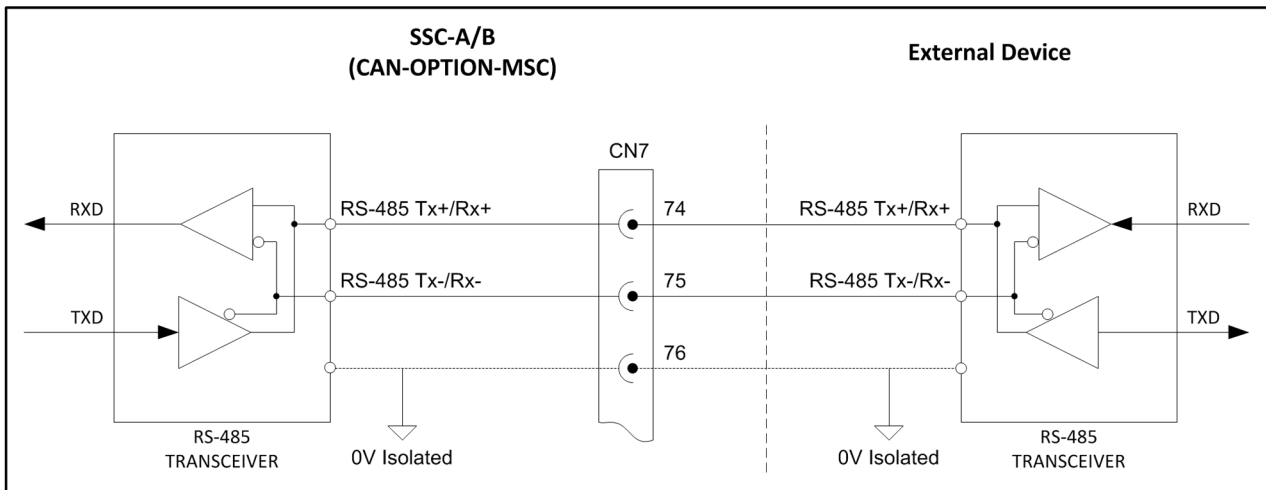 SSC-A/B
(CAN-OPTION-MSC)
External Device
CN7
RXD
RS-485 Tx+/Rx+
74
RS-485 Tx+/Rx+
RXD
RS-485 Tx-/Rx-
75
RS-485 Tx-/Rx-
TXD
TXD
76
RS-485
TRANSCEIVER
0V Isolated
0V Isolated
RS-485
TRANSCEIVER